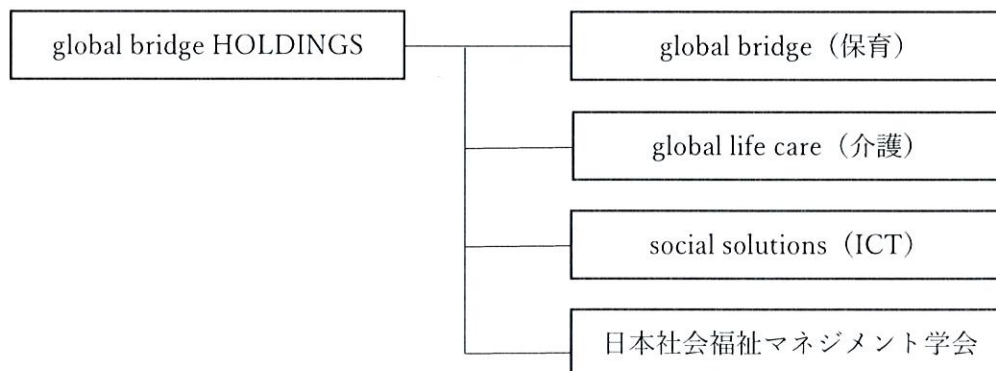 global bridge HOLDINGS
global bridge（保育）
global life care（介護）
social solutions（ICT）
日本社会福祉マネジメント学会